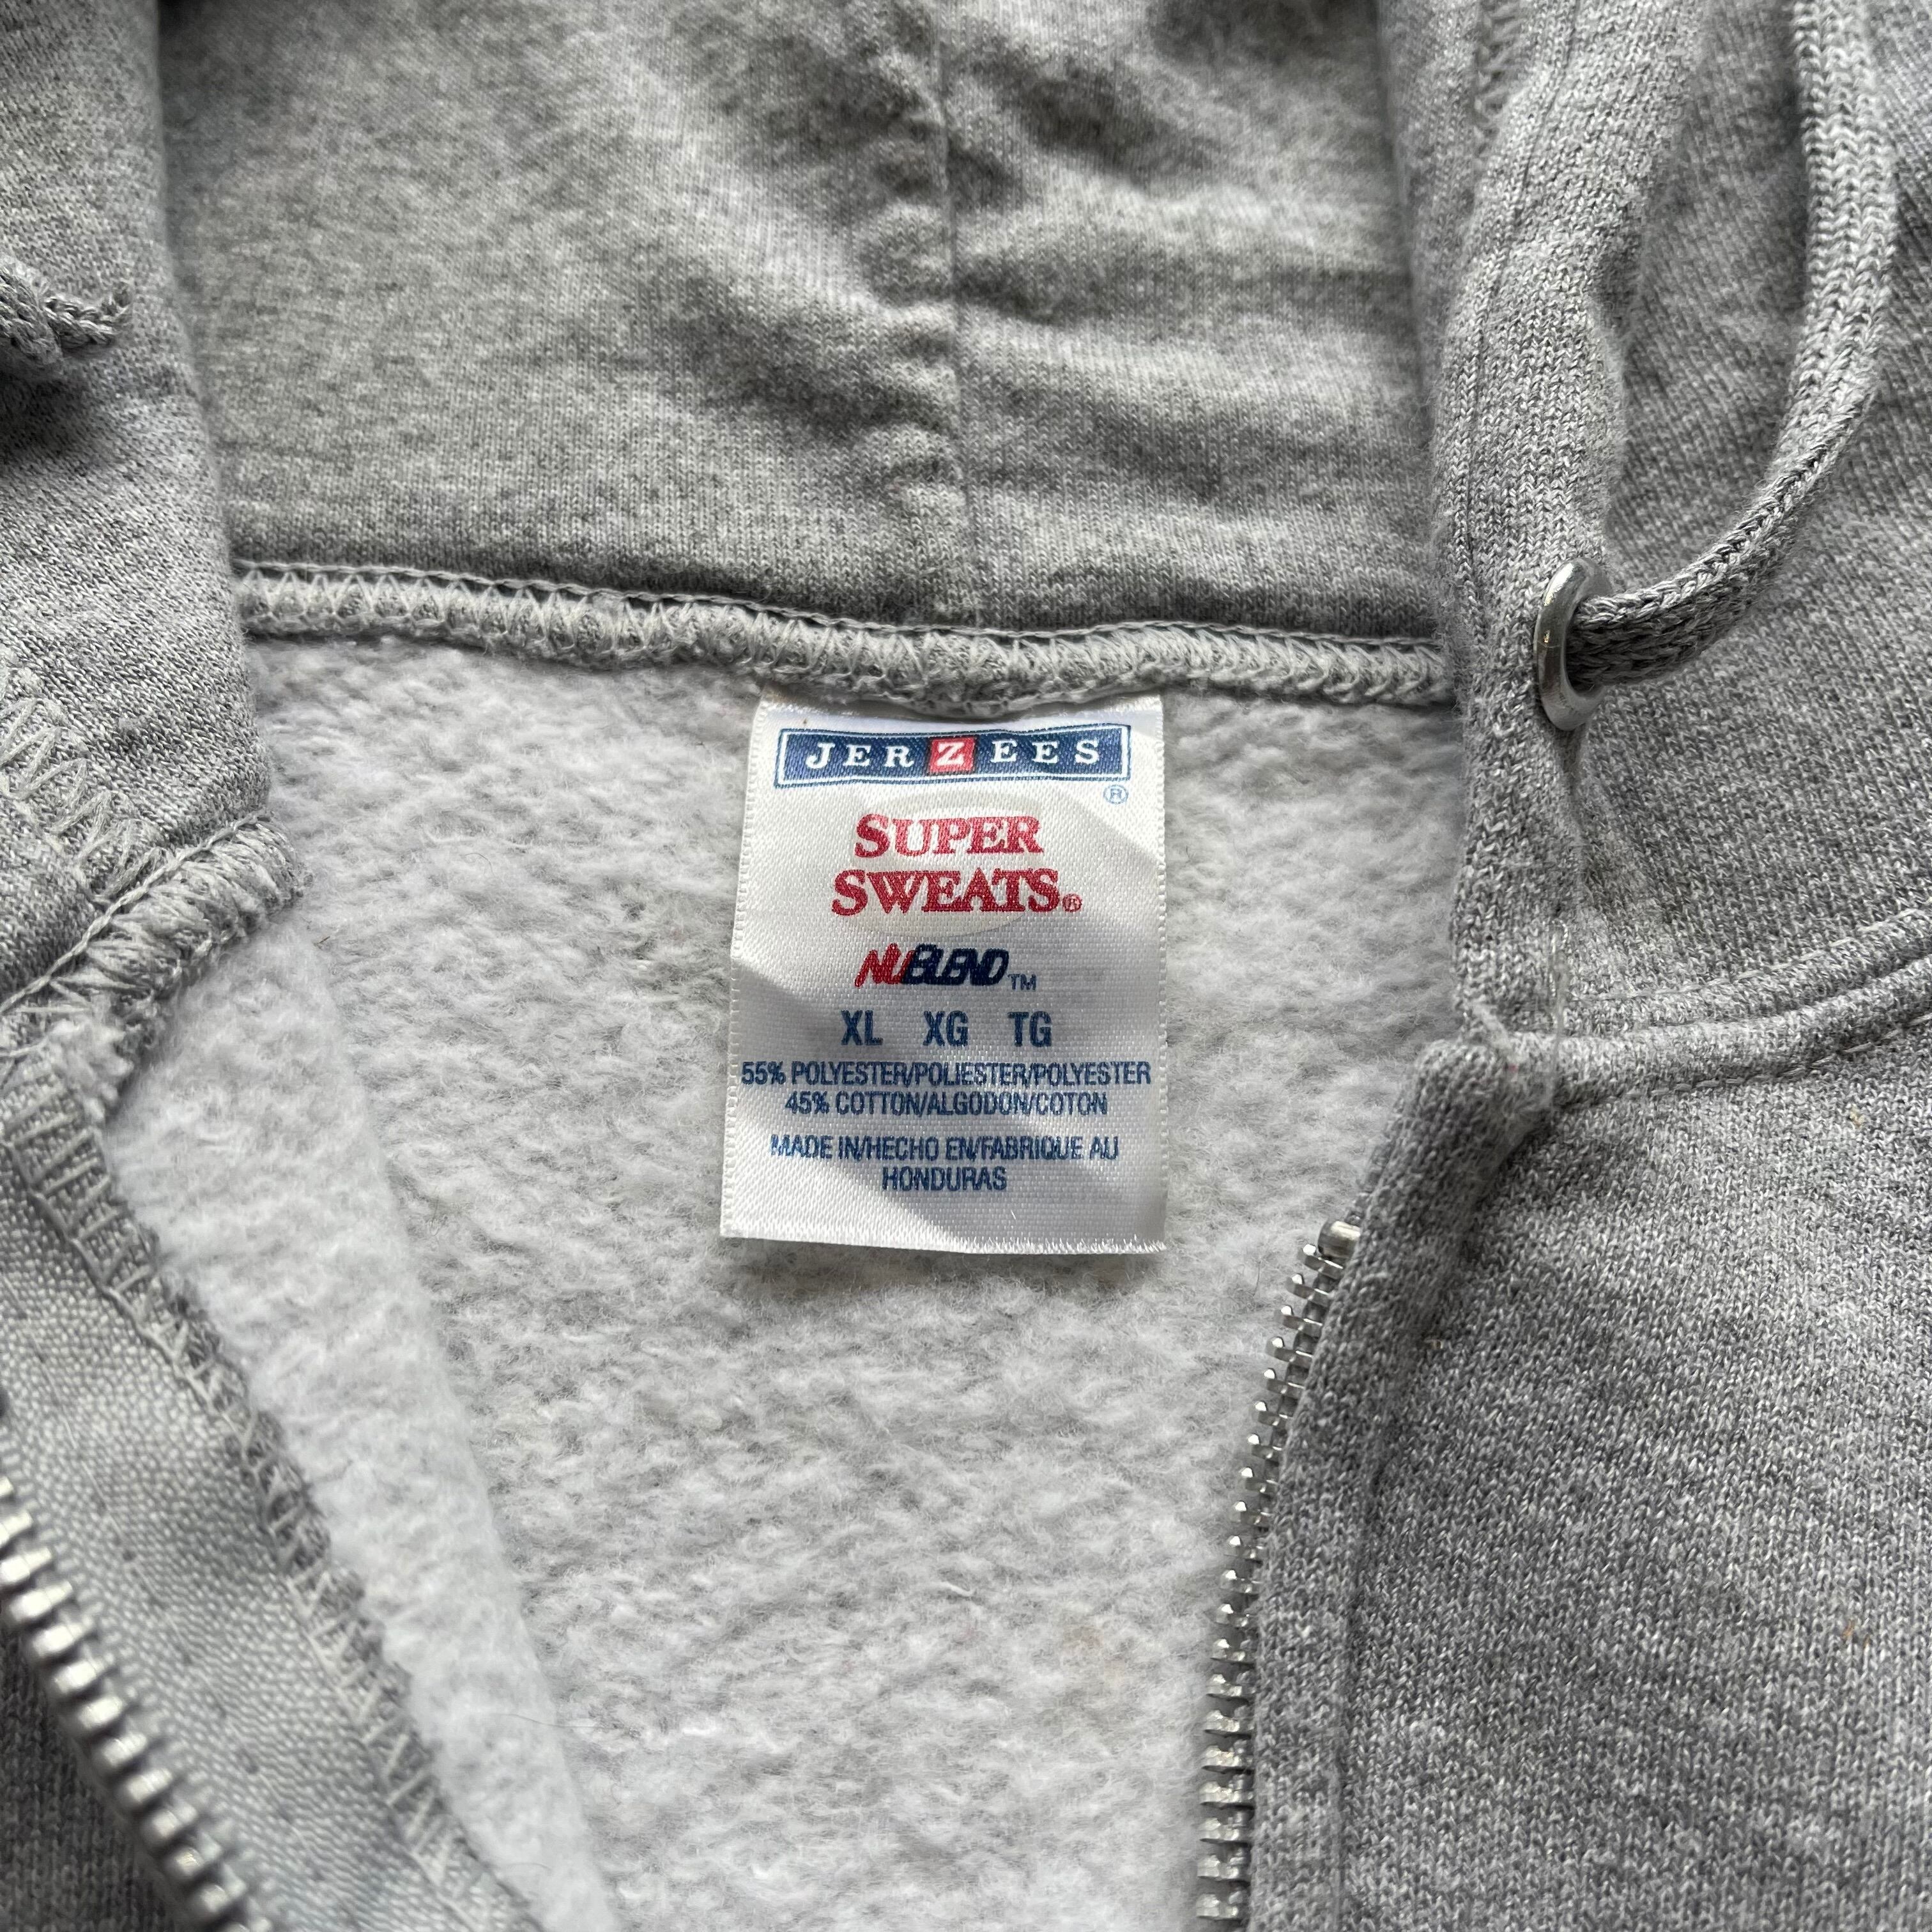 JERZEES
®
SUPER
SWEATS®
NUBLEND™
XL XG TG
55% POLYESTER/POLIESTER/POLYESTER
45% COTTON/ALGODON/COTON
MADE IN/HECHO EN/FABRIQUE AU
HONDURAS